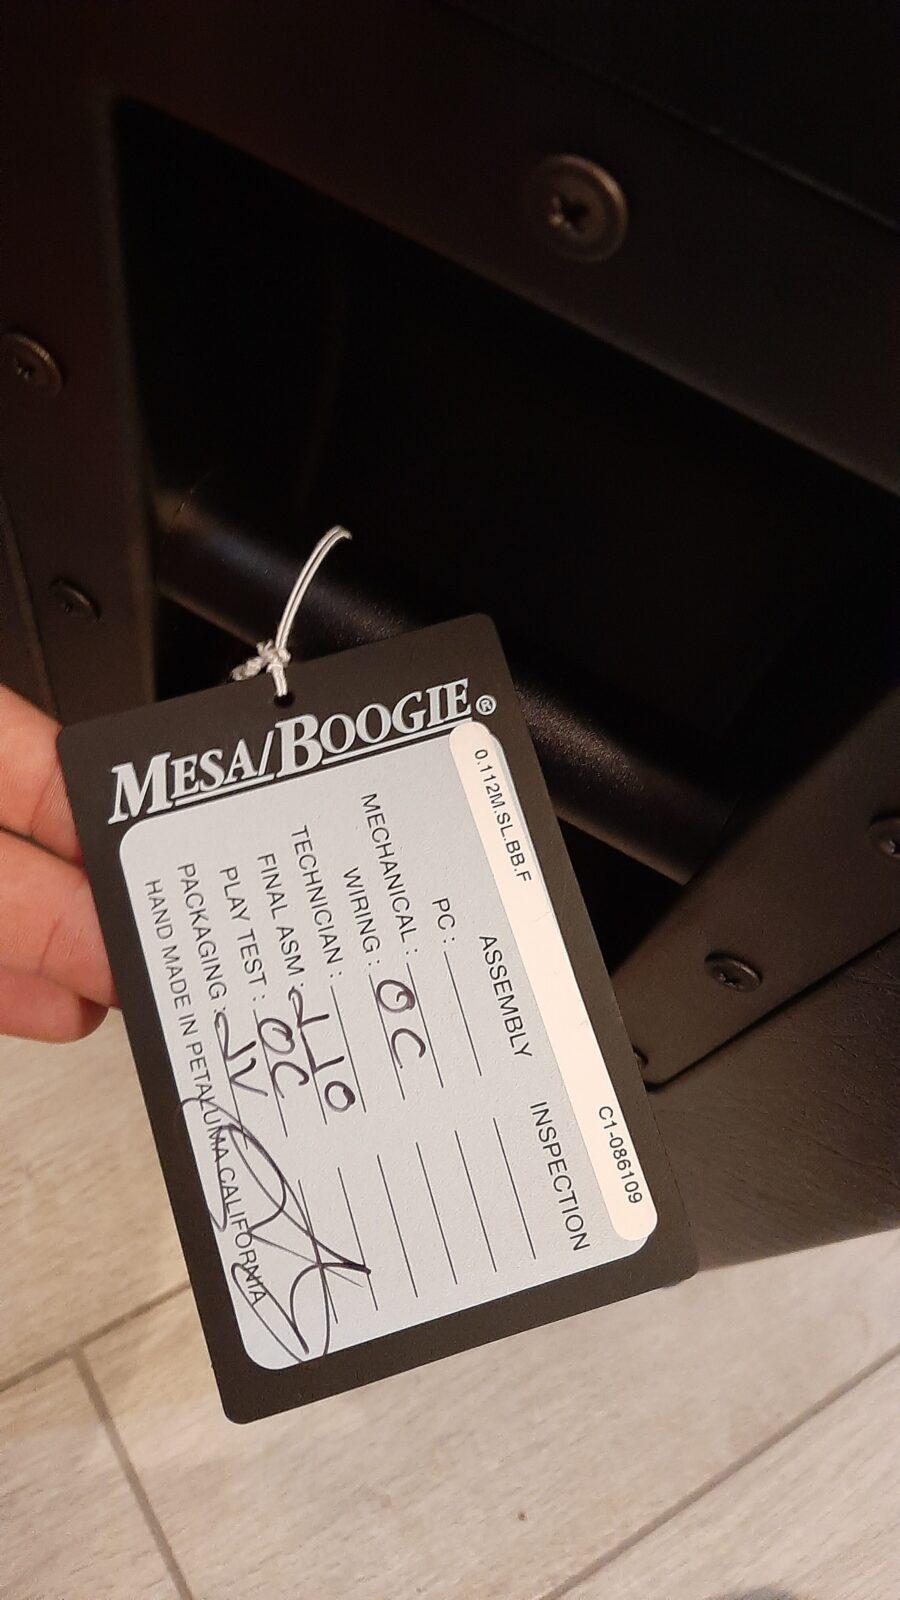 MESA/BOOGIE®
0.112M.SL.BB.F C1-086109
ASSEMBLY INSPECTION
PC:
MECHANICAL:
WIRING: OC
TECHNICIAN:
FINAL ASM:
PLAY TEST: OC
PACKAGING: JV
HAND MADE IN PETALUMA CALIFORNIA